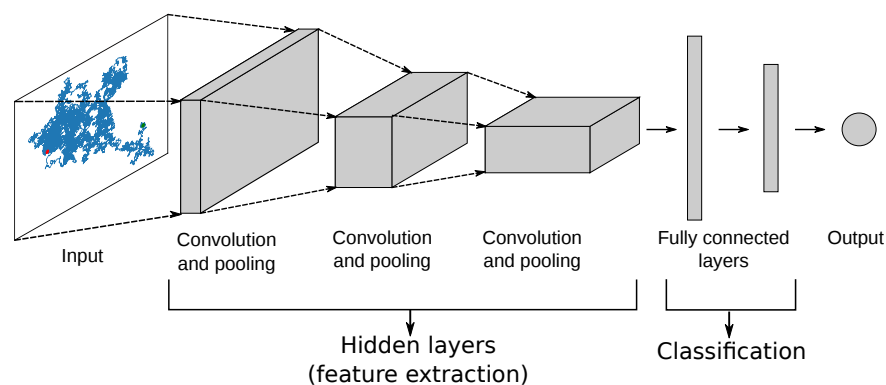 Input
Convolution
and pooling
Convolution
and pooling
Convolution
and pooling
Fully connected
layers
Output
Hidden layers
(feature extraction)
Classification